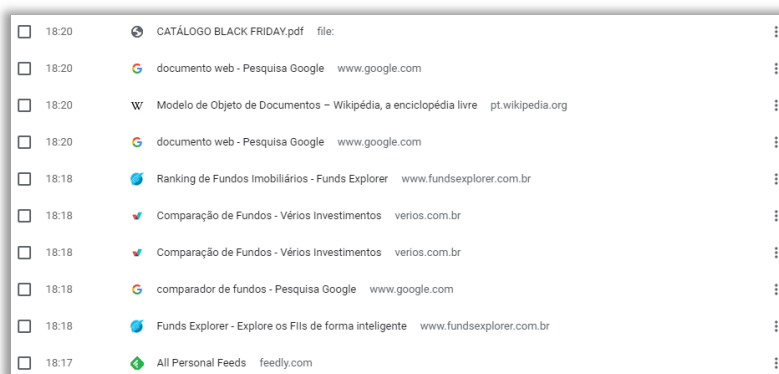 18:20 CATÁLOGO BLACK FRIDAY.pdf file:
18:20 documento web - Pesquisa Google www.google.com
18:20 W Modelo de Objeto de Documentos – Wikipédia, a enciclopédia livre pt.wikipedia.org
18:20 documento web - Pesquisa Google www.google.com
18:18 Ranking de Fundos Imobiliários - Funds Explorer www.fundsexplorer.com.br
18:18 Comparação de Fundos - Vérios Investimentos verios.com.br
18:18 Comparação de Fundos - Vérios Investimentos verios.com.br
18:18 comparador de fundos - Pesquisa Google www.google.com
18:18 Funds Explorer - Explore os FIIs de forma inteligente www.fundsexplorer.com.br
18:17 All Personal Feeds feedly.com